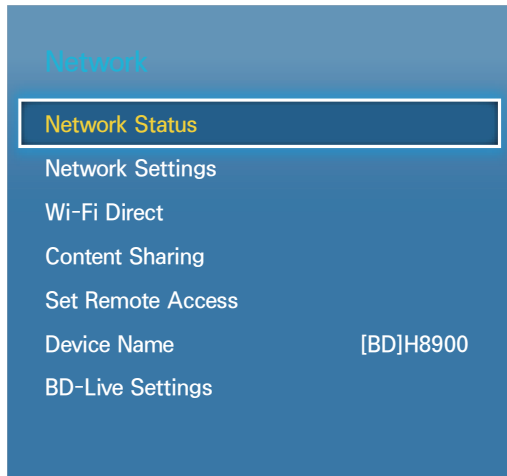 Network
Network Status
Network Settings
Wi-Fi Direct
Content Sharing
Set Remote Access
Device Name [BD]H8900
BD-Live Settings